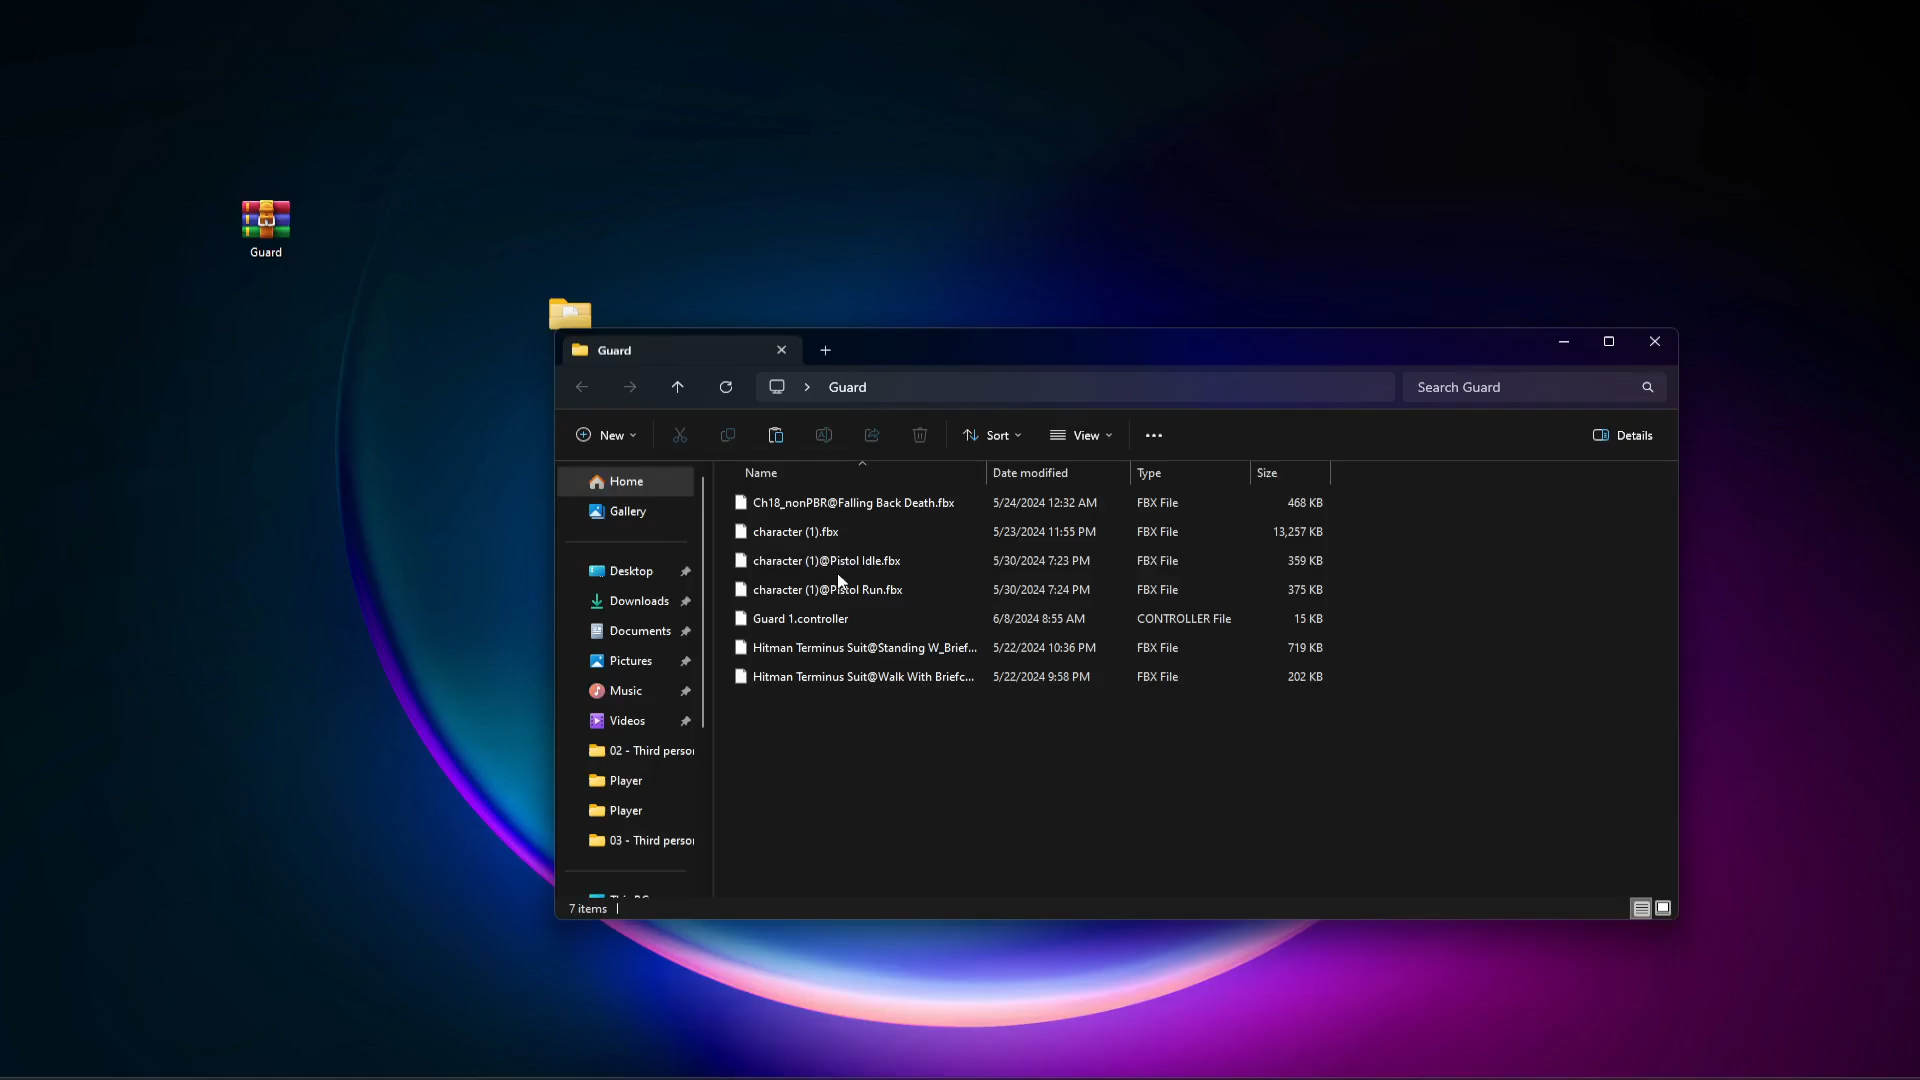 Guard
Guard
Guard
Search Guard
New
Sort
View
Details
Name
Date modified
Type
Size
Home
Gallery
Desktop
Downloads
Documents
Pictures
Music
Videos
02 - Third person
Player
Player
03 - Third person
Ch18_nonPBR@Falling Back Death.fbx 5/24/2024 12:32 AM FBX File 468 KB
character (1).fbx 5/23/2024 11:55 PM FBX File 13,257 KB
character (1)@Pistol Idle.fbx 5/30/2024 7:23 PM FBX File 359 KB
character (1)@Pistol Run.fbx 5/30/2024 7:24 PM FBX File 375 KB
Guard 1.controller 6/8/2024 8:55 AM CONTROLLER File 15 KB
Hitman Terminus Suit@Standing W_Brief... 5/22/2024 10:36 PM FBX File 719 KB
Hitman Terminus Suit@Walk With Briefc... 5/22/2024 9:58 PM FBX File 202 KB
7 items